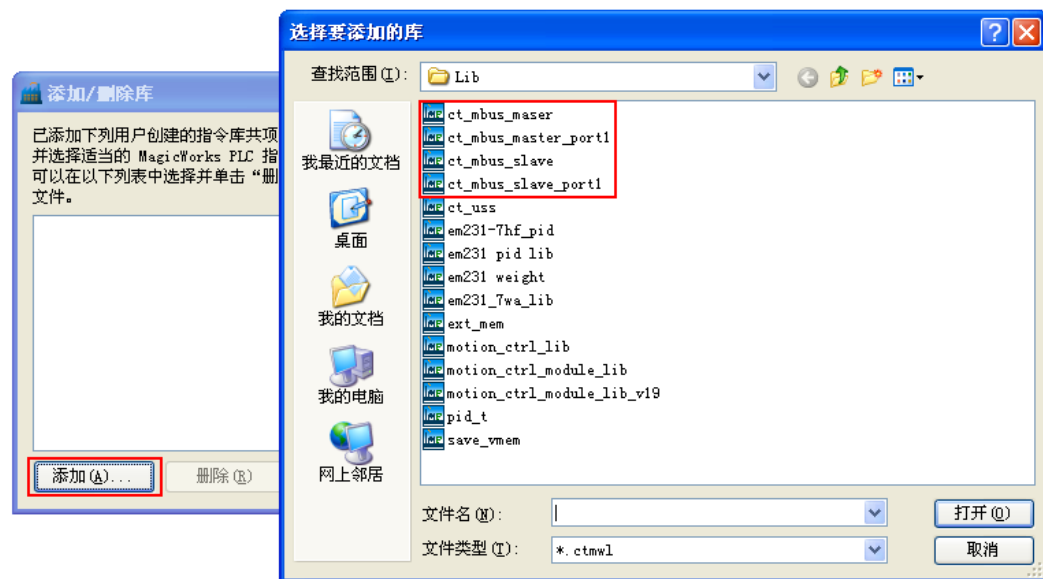 选择要添加的库
查找范围(I):
Lib
添加/删除库
已添加下列用户创建的指令库共项
并选择适当的 MagicWorks PLC 指
可以在以下列表中选择并单击“删
文件。
添加(A)...
删除(R)
我最近的文档
桌面
我的文档
我的电脑
网上邻居
ct_mbus_maser
ct_mbus_master_port1
ct_mbus_slave
ct_mbus_slave_port1
ct_uss
em231-7hf_pid
em231 pid lib
em231 weight
em231_7wa_lib
ext_mem
motion_ctrl_lib
motion_ctrl_module_lib
motion_ctrl_module_lib_v19
pid_t
save_vmem
文件名(N):
打开(O)
文件类型(T):
*.ctmwl
取消